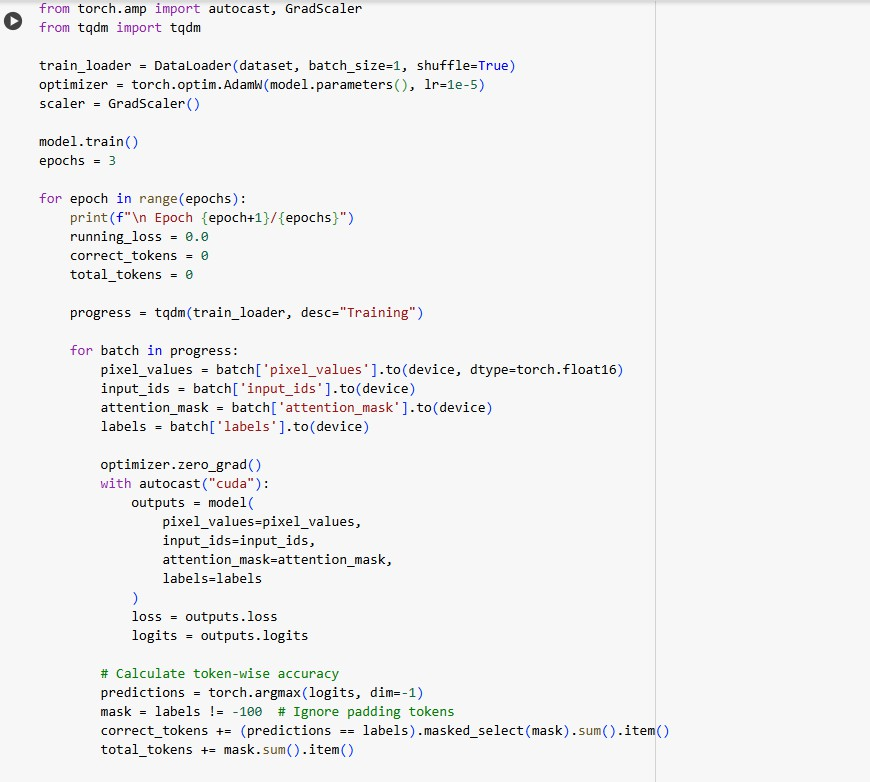 from torch.amp import autocast, GradScaler
from tqdm import tqdm

train_loader = DataLoader(dataset, batch_size=1, shuffle=True)
optimizer = torch.optim.AdamW(model.parameters(), lr=1e-5)
scaler = GradScaler()

model.train()
epochs = 3

for epoch in range(epochs):
    print(f"\n Epoch {epoch+1}/{epochs}")
    running_loss = 0.0
    correct_tokens = 0
    total_tokens = 0

    progress = tqdm(train_loader, desc="Training")

    for batch in progress:
        pixel_values = batch['pixel_values'].to(device, dtype=torch.float16)
        input_ids = batch['input_ids'].to(device)
        attention_mask = batch['attention_mask'].to(device)
        labels = batch['labels'].to(device)

        optimizer.zero_grad()
        with autocast("cuda"):
            outputs = model(
                pixel_values=pixel_values,
                input_ids=input_ids,
                attention_mask=attention_mask,
                labels=labels
            )
            loss = outputs.loss
            logits = outputs.logits

        # Calculate token-wise accuracy
        predictions = torch.argmax(logits, dim=-1)
        mask = labels != -100  # Ignore padding tokens
        correct_tokens += (predictions == labels).masked_select(mask).sum().item()
        total_tokens += mask.sum().item()